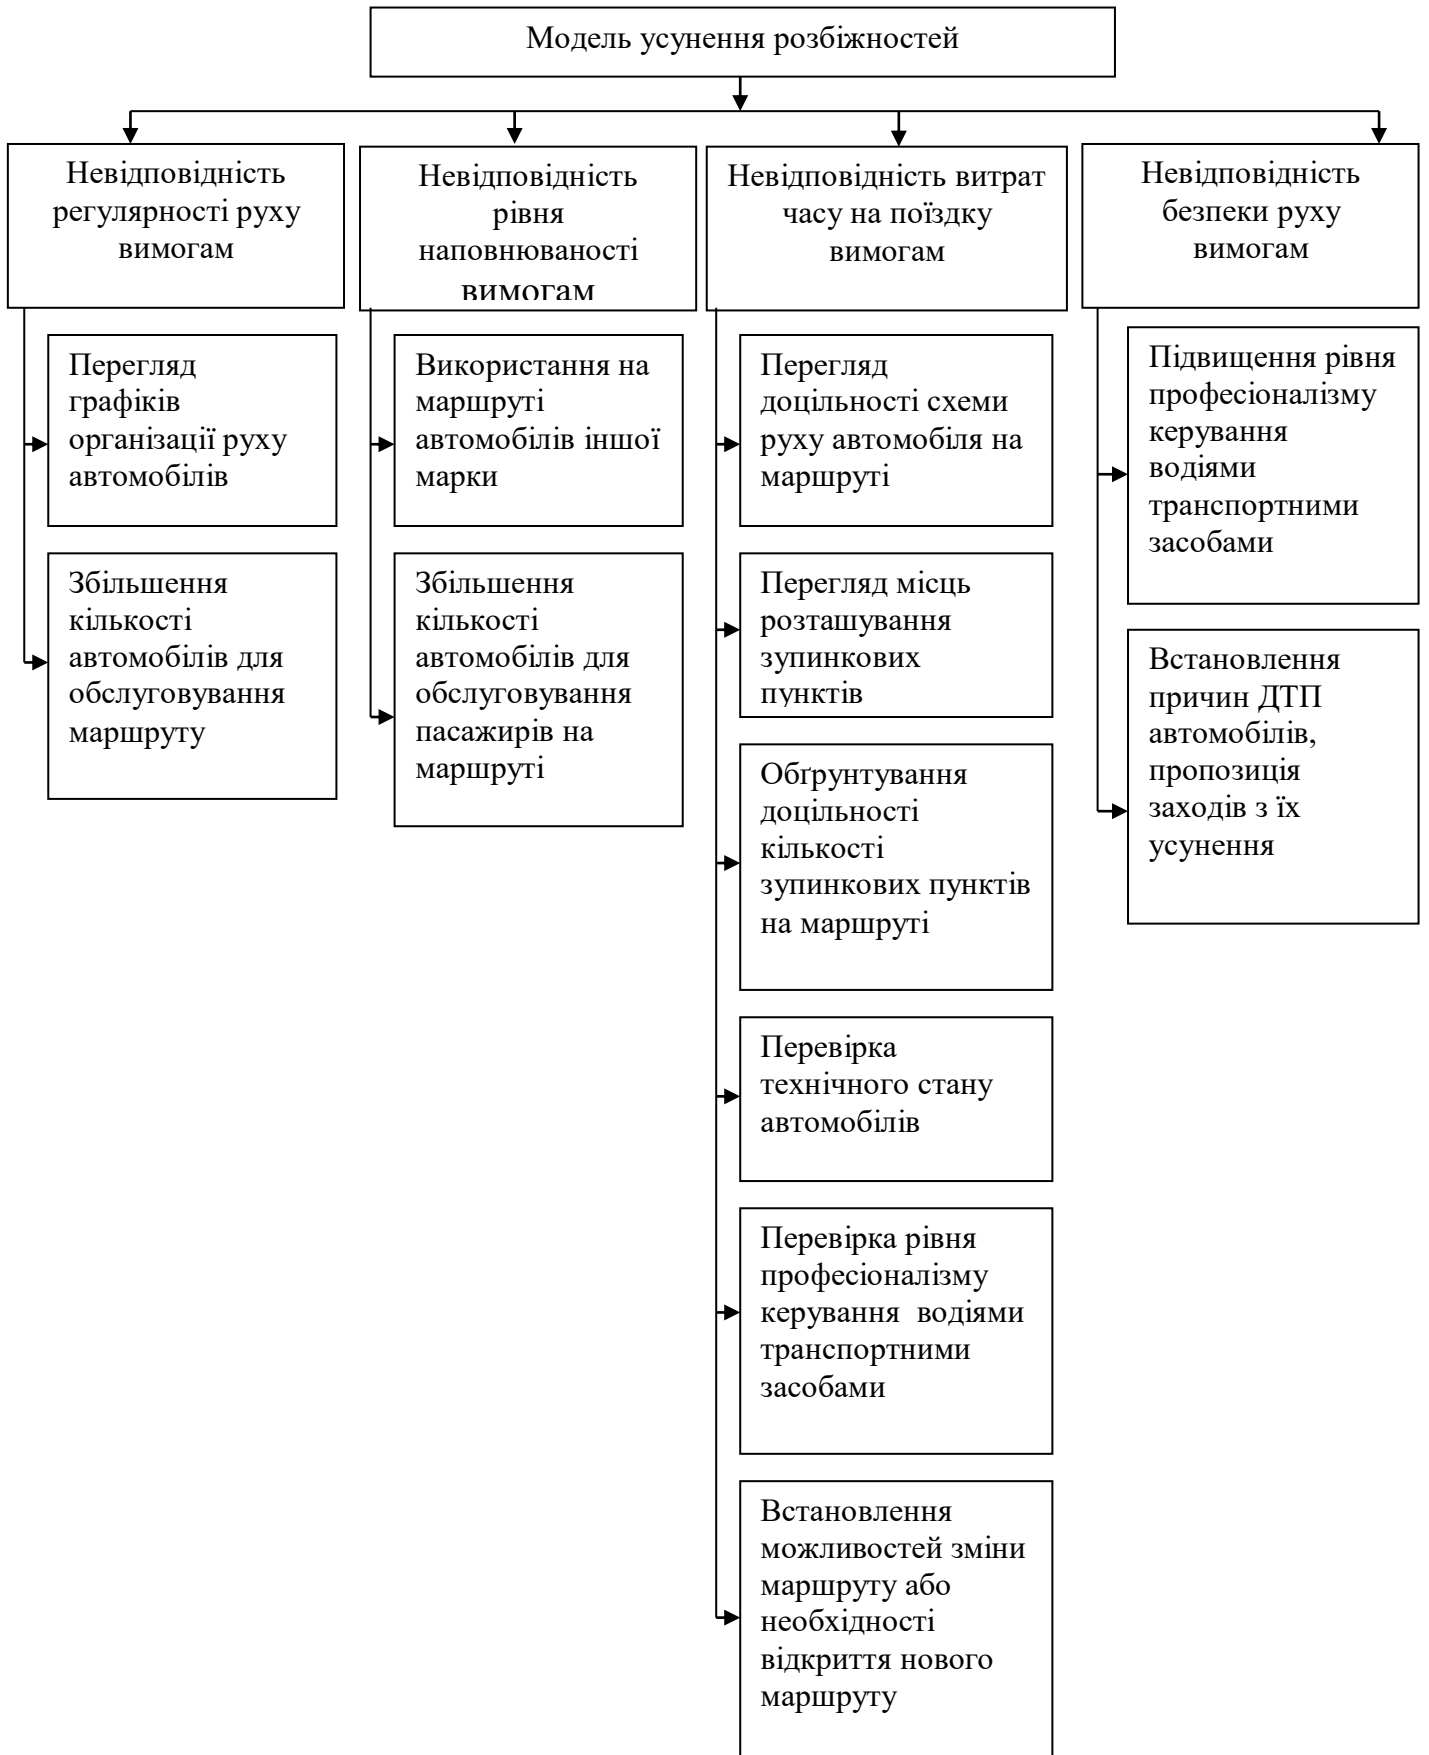 Модель усунення розбіжностей
Невідповідність
регулярності руху
вимогам
Перегляд
графіків
організації руху
автомобілів
Збільшення
кількості
автомобілів для
обслуговування
маршруту
Невідповідність
рівня
наповнюваності
вимогам
Використання на
маршруті
автомобілів іншої
марки
Збільшення
кількості
автомобілів для
обслуговування
пасажирів на
маршруті
Невідповідність витрат
часу на поїздку
вимогам
Перегляд
доцільності схеми
руху автомобіля на
маршруті
Перегляд місць
розташування
зупинкових
пунктів
Обґрунтування
доцільності
кількості
зупинкових пунктів
на маршруті
Перевірка
технічного стану
автомобілів
Перевірка рівня
професіоналізму
керування  водіями
транспортними
засобами
Встановлення
можливостей зміни
маршруту або
необхідності
відкриття нового
маршруту
Невідповідність
безпеки руху
вимогам
Підвищення рівня
професіоналізму
керування
водіями
транспортними
засобами
Встановлення
причин ДТП
автомобілів,
пропозиція
заходів з їх
усунення